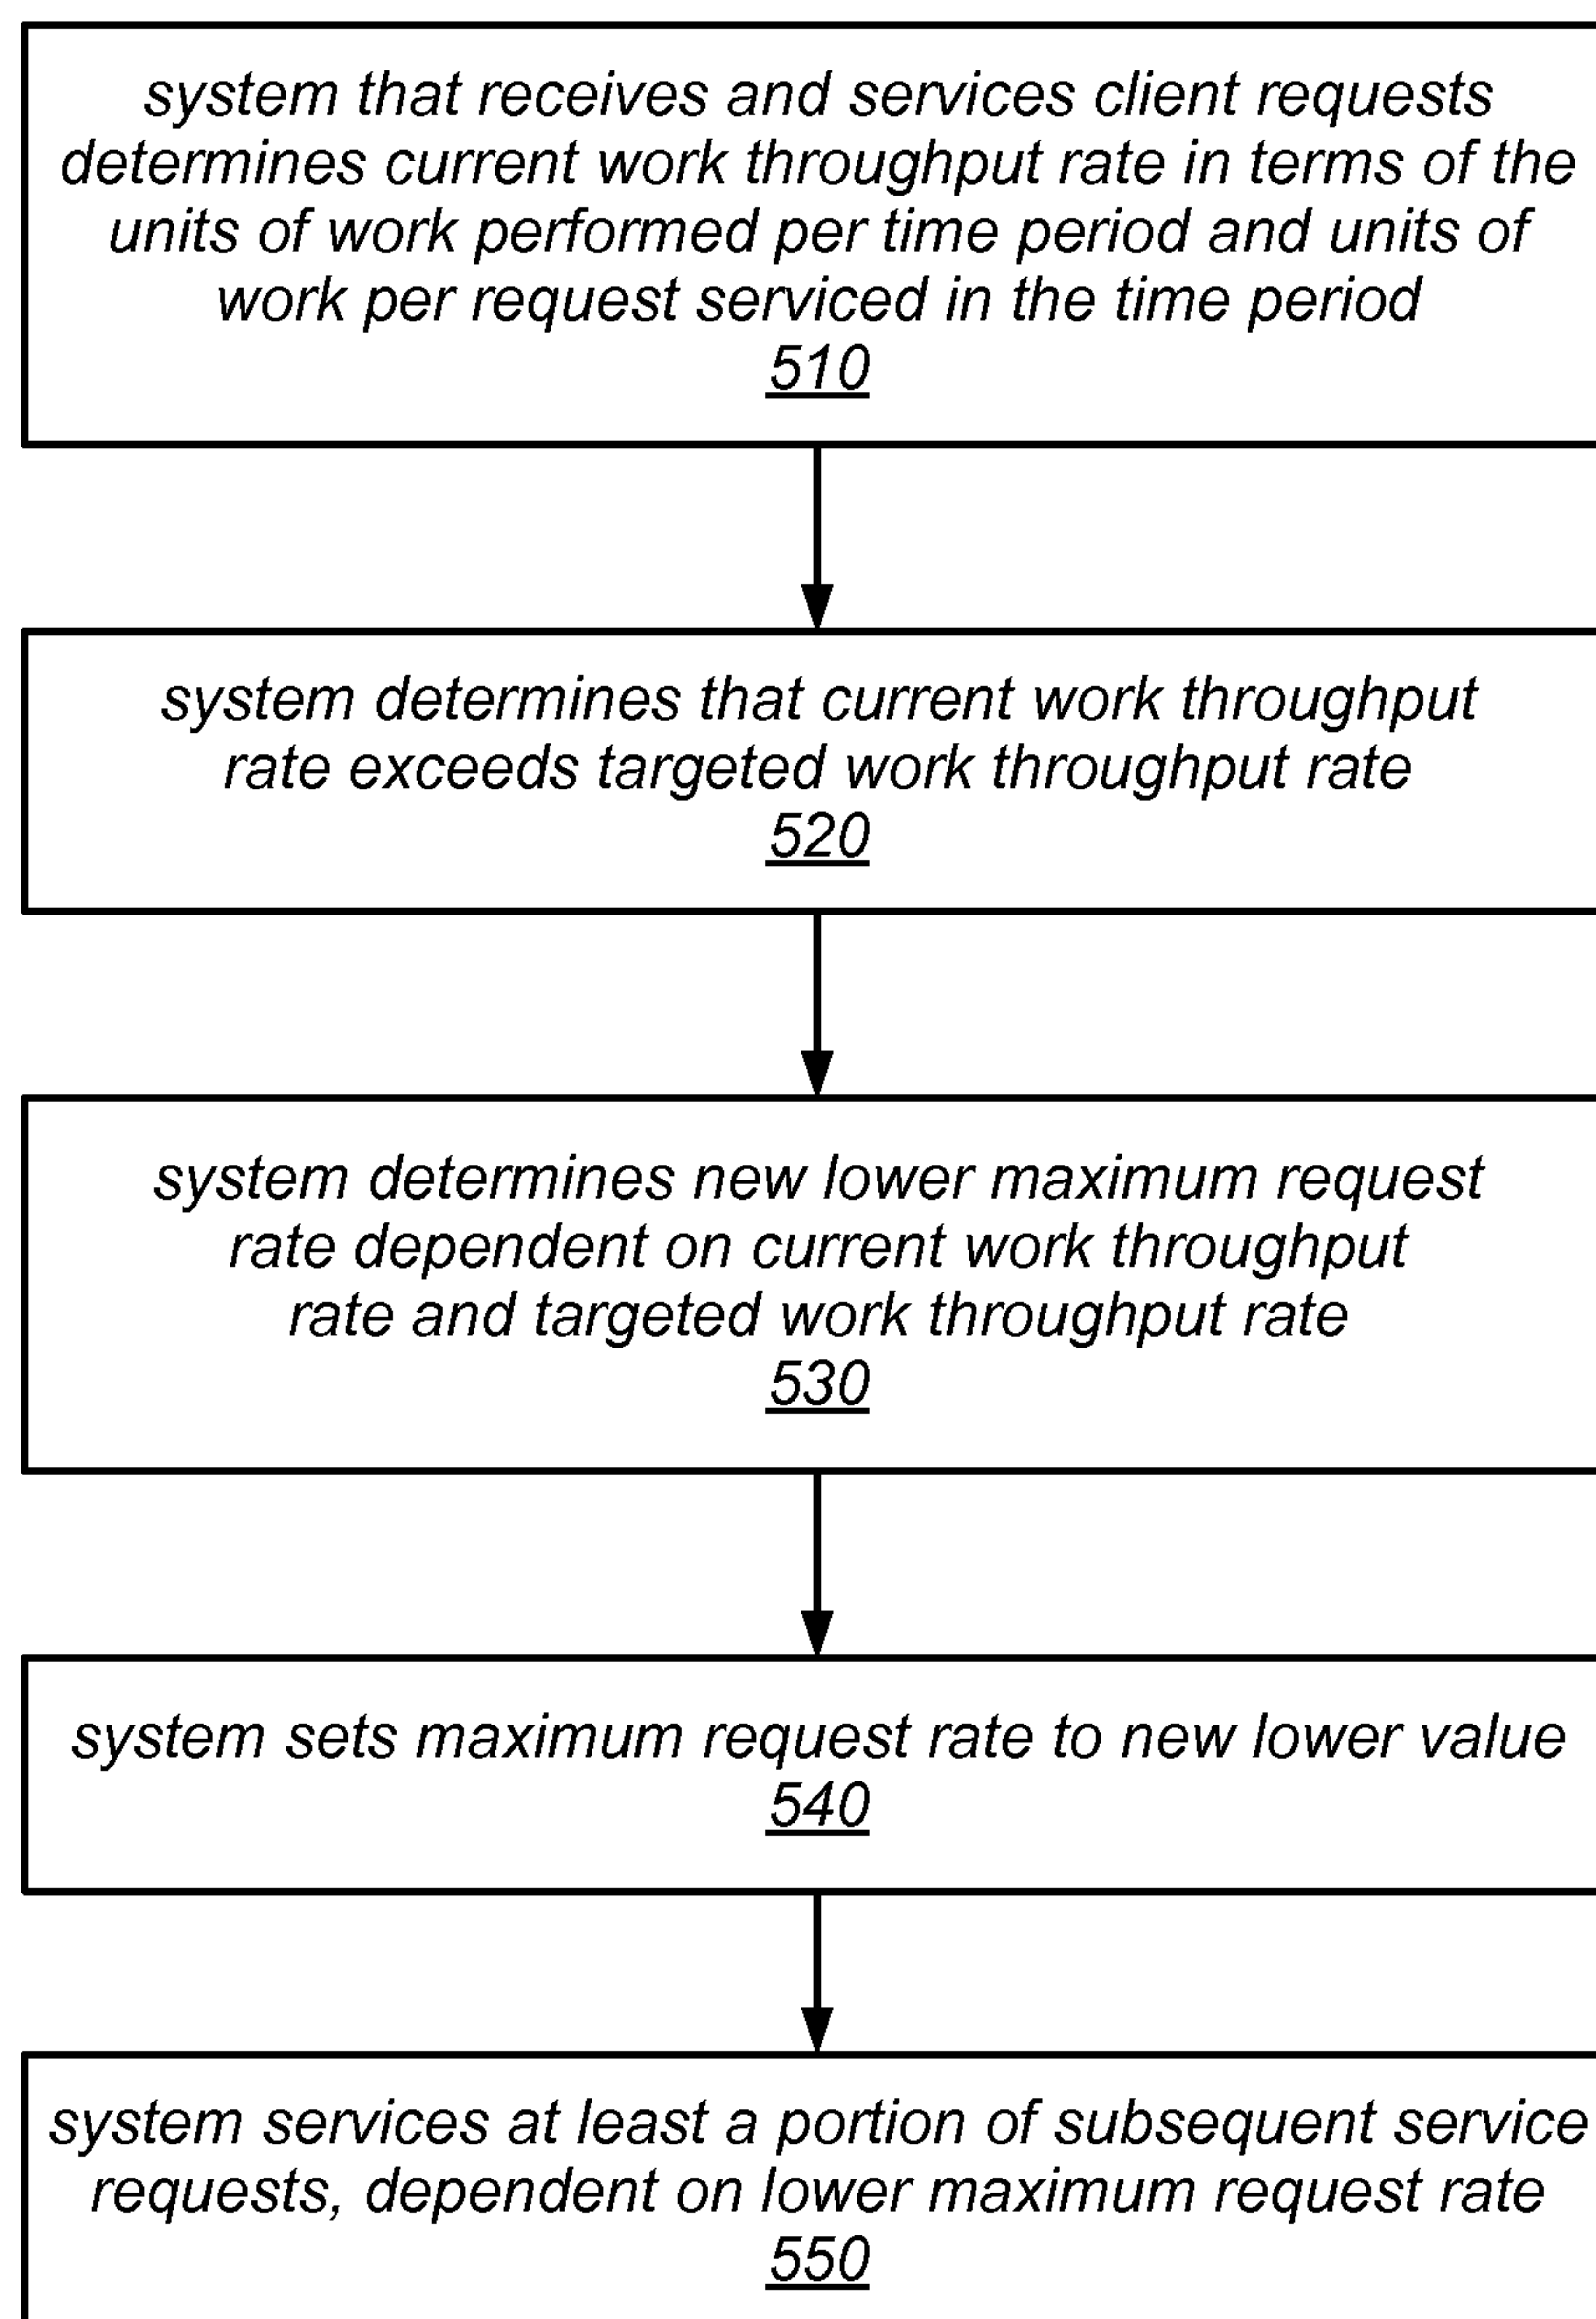 system that receives and services client requests
determines current work throughput rate in terms of the
units of work performed per time period and units of
work per request serviced in the time period
510
system determines that current work throughput
rate exceeds targeted work throughput rate
520
system determines new lower maximum request
rate dependent on current work throughput
rate and targeted work throughput rate
530
system sets maximum request rate to new lower value
540
system services at least a portion of subsequent service
requests, dependent on lower maximum request rate
550